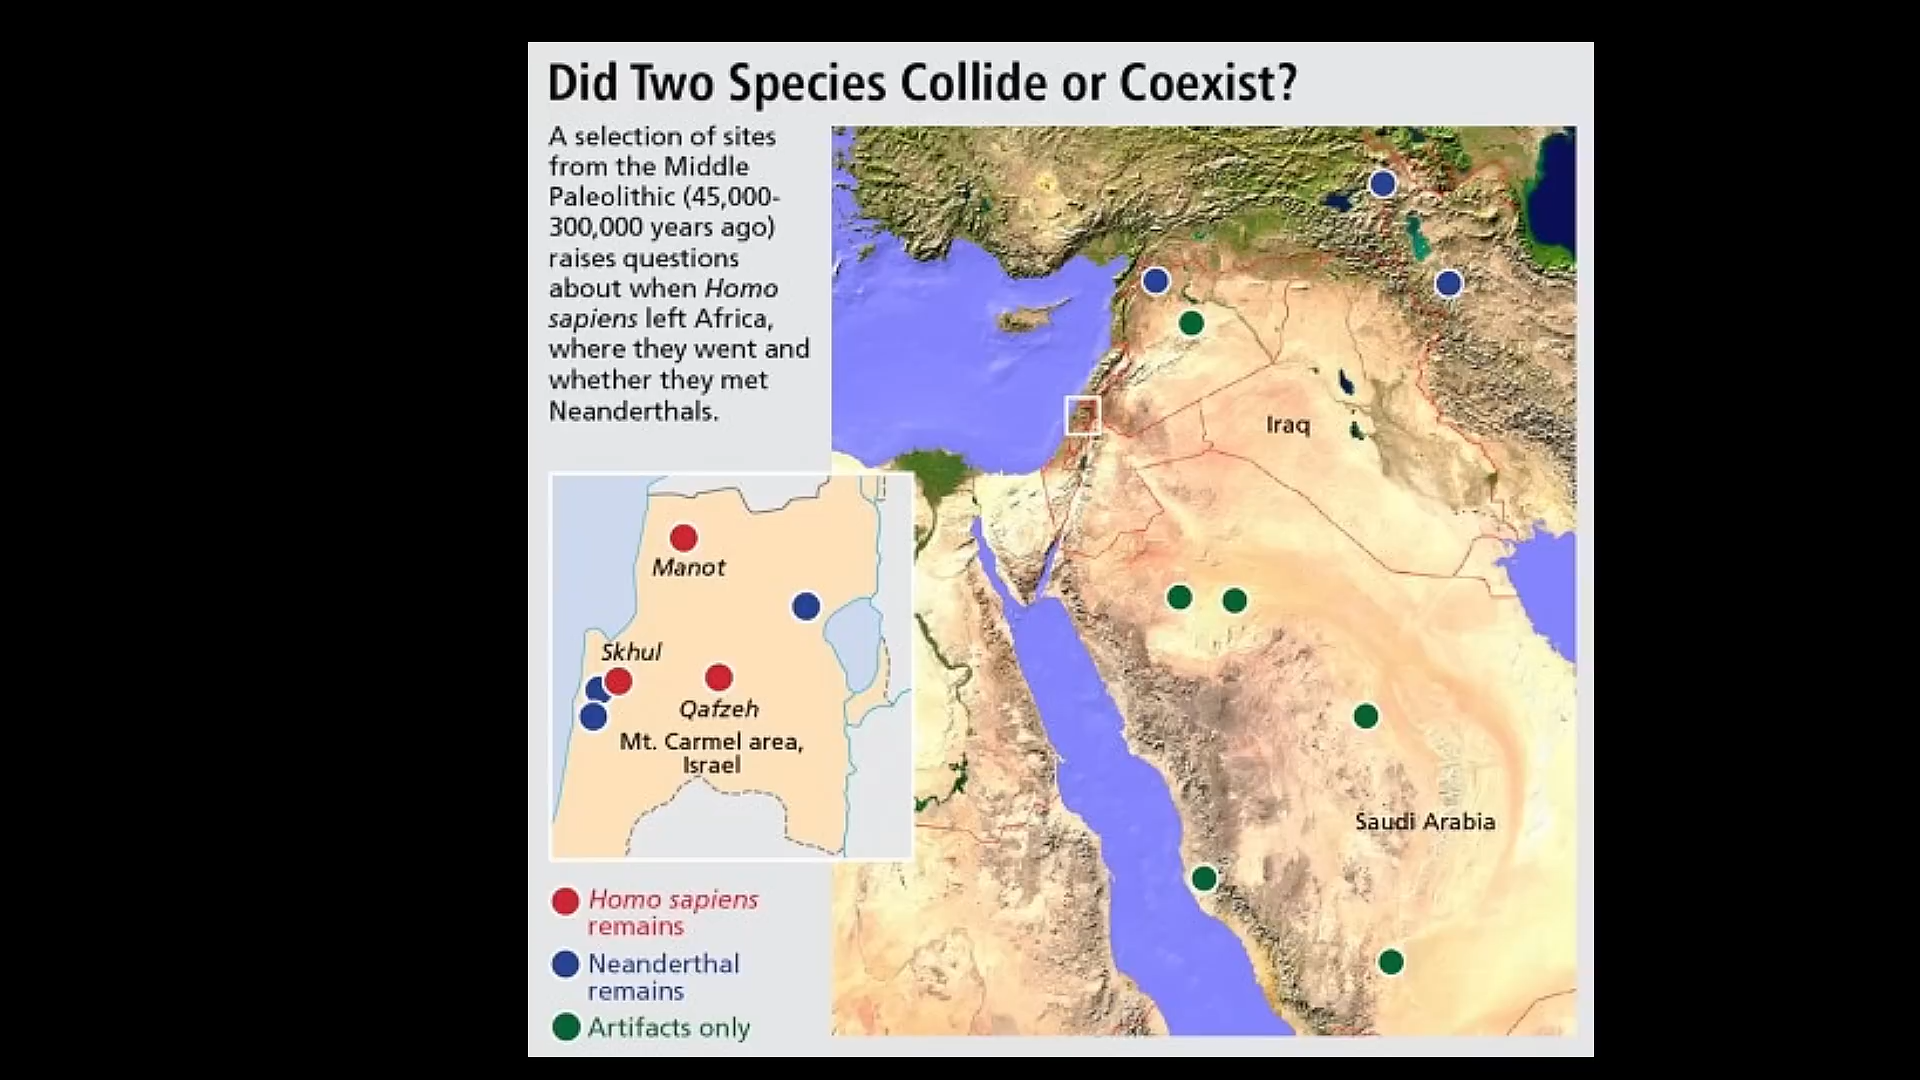 Did Two Species Collide or Coexist?
A selection of sites
from the Middle
Paleolithic (45,000-
300,000 years ago)
raises questions
about when Homo
sapiens left Africa,
where they went and
whether they met
Neanderthals.
Iraq
Saudi Arabia
Manot
Skhul
Qafzeh
Mt. Carmel area,
Israel
Homo sapiens
remains
Neanderthal
remains
Artifacts only